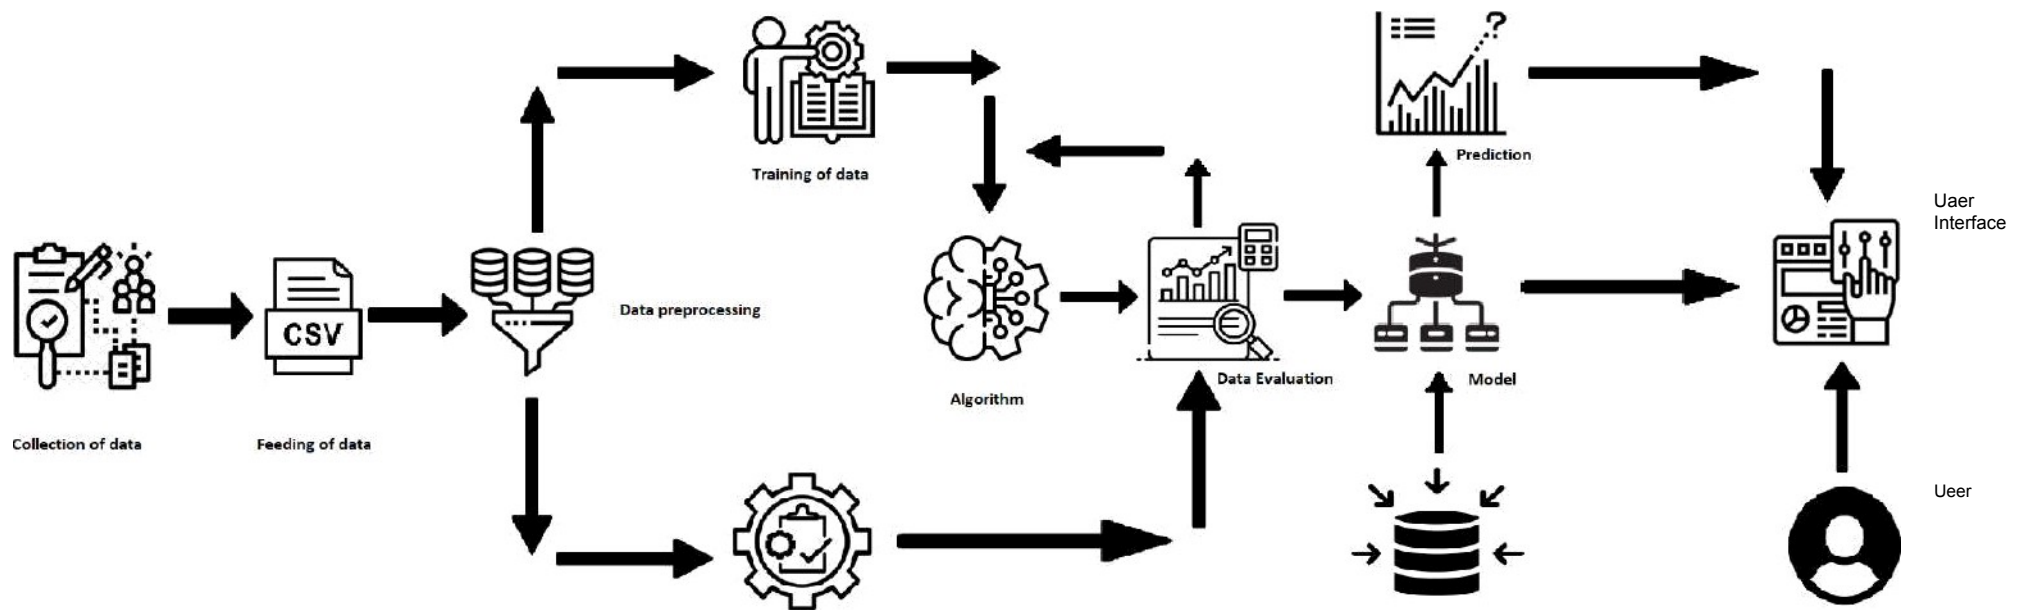 Training of data
Prediction
Uaer
Interface
CSV
Data preprocessing
Data Evaluation
Model
Algorithm
Collection of data
Feeding of data
Ueer